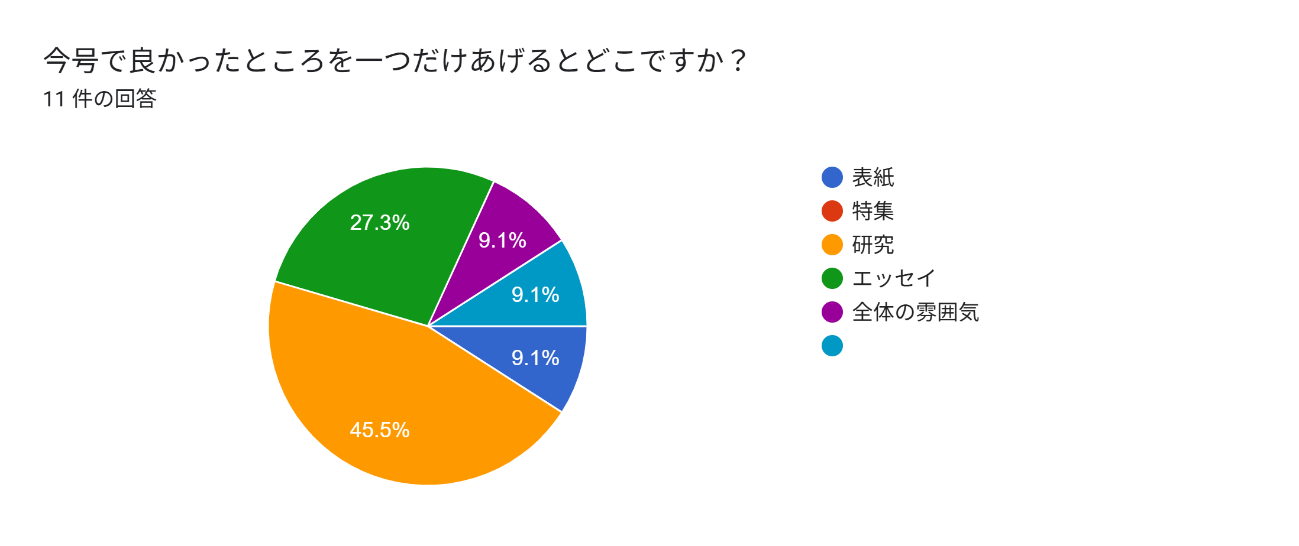 今号で良かったところを一つだけあげるとどこですか？
11 件の回答
表紙
特集
研究
エッセイ
全体の雰囲気
27.3%
9.1%
9.1%
9.1%
45.5%